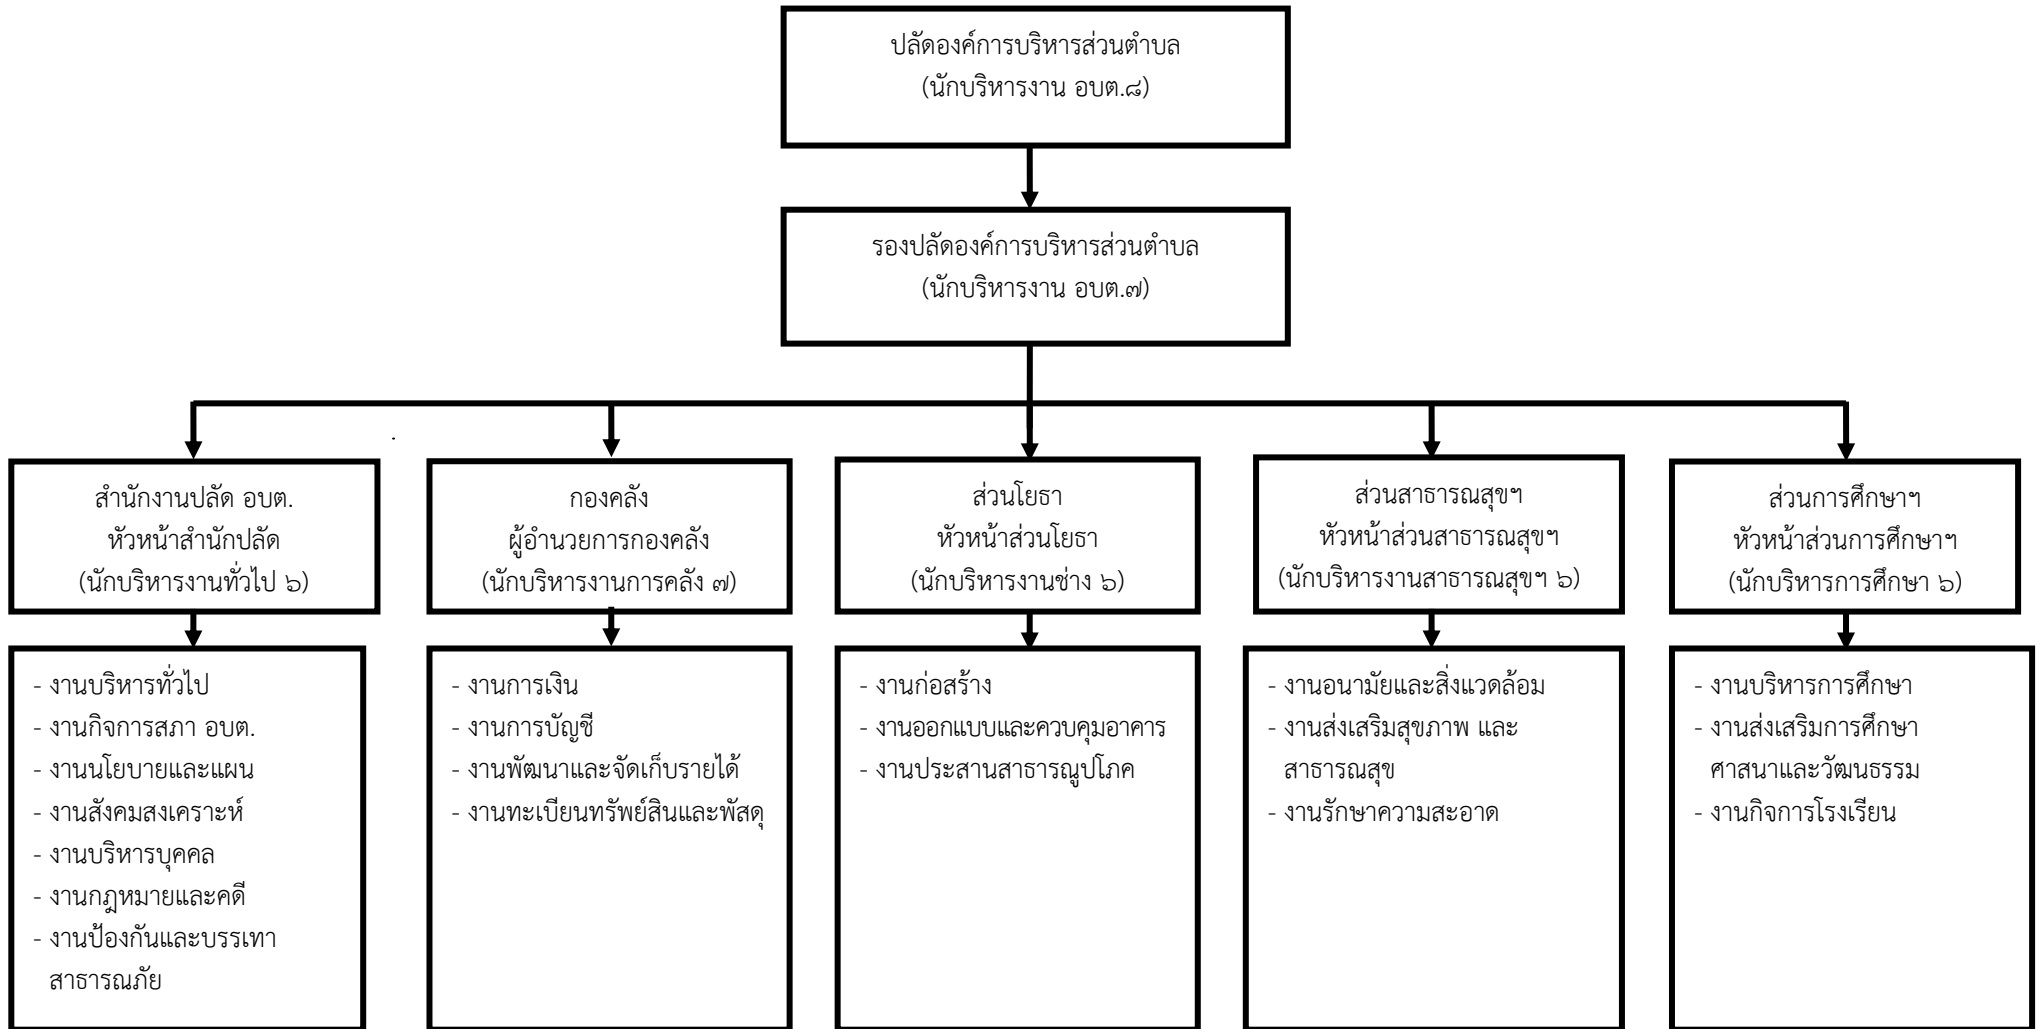 ปลัดองค์การบริหารส่วนตำบล
(นักบริหารงาน อบต.๘)
รองปลัดองค์การบริหารส่วนตำบล
(นักบริหารงาน อบต.๗)
สำนักงานปลัด อบต.
หัวหน้าสำนักปลัด
(นักบริหารงานทั่วไป ๖)
กองคลัง
ผู้อำนวยการกองคลัง
(นักบริหารงานการคลัง ๗)
ส่วนโยธา
หัวหน้าส่วนโยธา
(นักบริหารงานช่าง ๖)
ส่วนสาธารณสุขฯ
หัวหน้าส่วนสาธารณสุขฯ
(นักบริหารงานสาธารณสุขฯ ๖)
ส่วนการศึกษาฯ
หัวหน้าส่วนการศึกษาฯ
(นักบริหารการศึกษา ๖)
- งานบริหารทั่วไป
- งานกิจการสภา อบต.
- งานนโยบายและแผน
- งานสังคมสงเคราะห์
- งานบริหารบุคคล
- งานกฎหมายและคดี
- งานป้องกันและบรรเทา
สาธารณภัย
- งานการเงิน
- งานการบัญชี
- งานพัฒนาและจัดเก็บรายได้
- งานทะเบียนทรัพย์สินและพัสดุ
- งานก่อสร้าง
- งานออกแบบและควบคุมอาคาร
- งานประสานสาธารณูปโภค
- งานอนามัยและสิ่งแวดล้อม
- งานส่งเสริมสุขภาพ และ
สาธารณสุข
- งานรักษาความสะอาด
- งานบริหารการศึกษา
- งานส่งเสริมการศึกษา
ศาสนาและวัฒนธรรม
- งานกิจการโรงเรียน